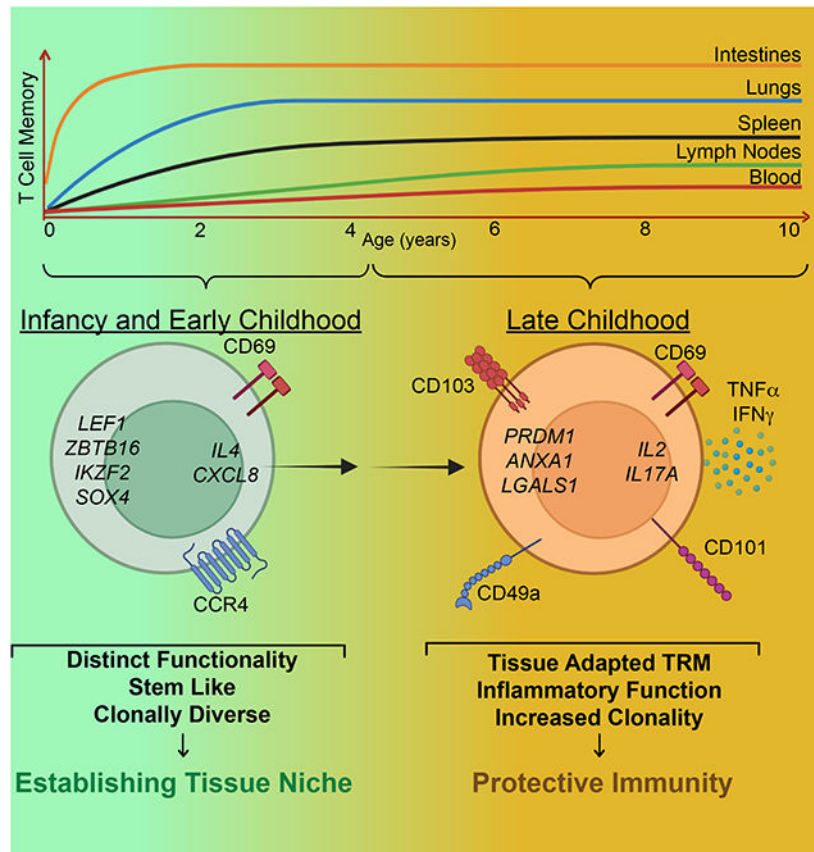 T Cell Memory
Intestines
Lungs
Spleen
Lymph Nodes
Blood
0 2 4 6 8 10
Age (years)
Infancy and Early Childhood
CD69
LEF1
ZBTB16
IKZF2
SOX4
IL4
CXCL8
CCR4
Late Childhood
CD103
CD69
TNFα
IFNγ
PRDM1
ANXA1
LGALS1
IL2
IL17A
CD101
CD49a
Distinct Functionality
Stem Like
Clonally Diverse
Establishing Tissue Niche
Tissue Adapted TRM
Inflammatory Function
Increased Clonality
Protective Immunity